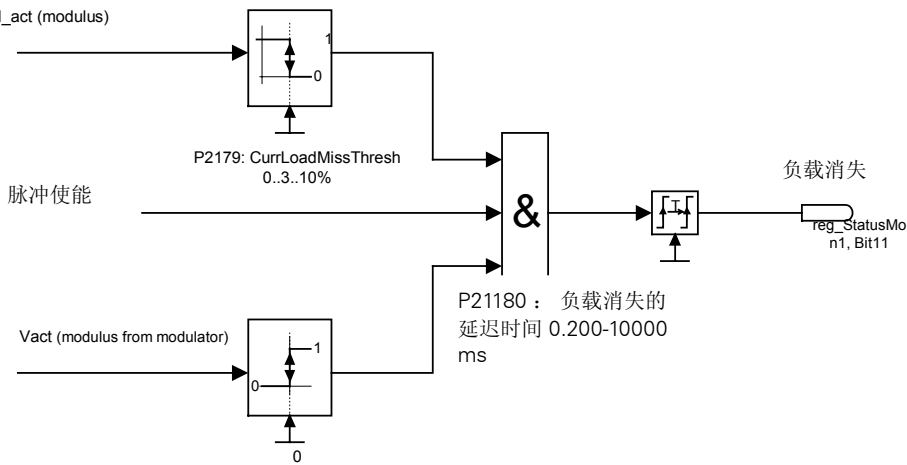 I_act (modulus)
1
0
P2179: CurrLoadMissThresh
0..3..10%
脉冲使能
&
T
负载消失
reg_StatusMo
n1, Bit11
P21180 : 负载消失的
延迟时间 0.200-10000
ms
Vact (modulus from modulator)
1
0
0